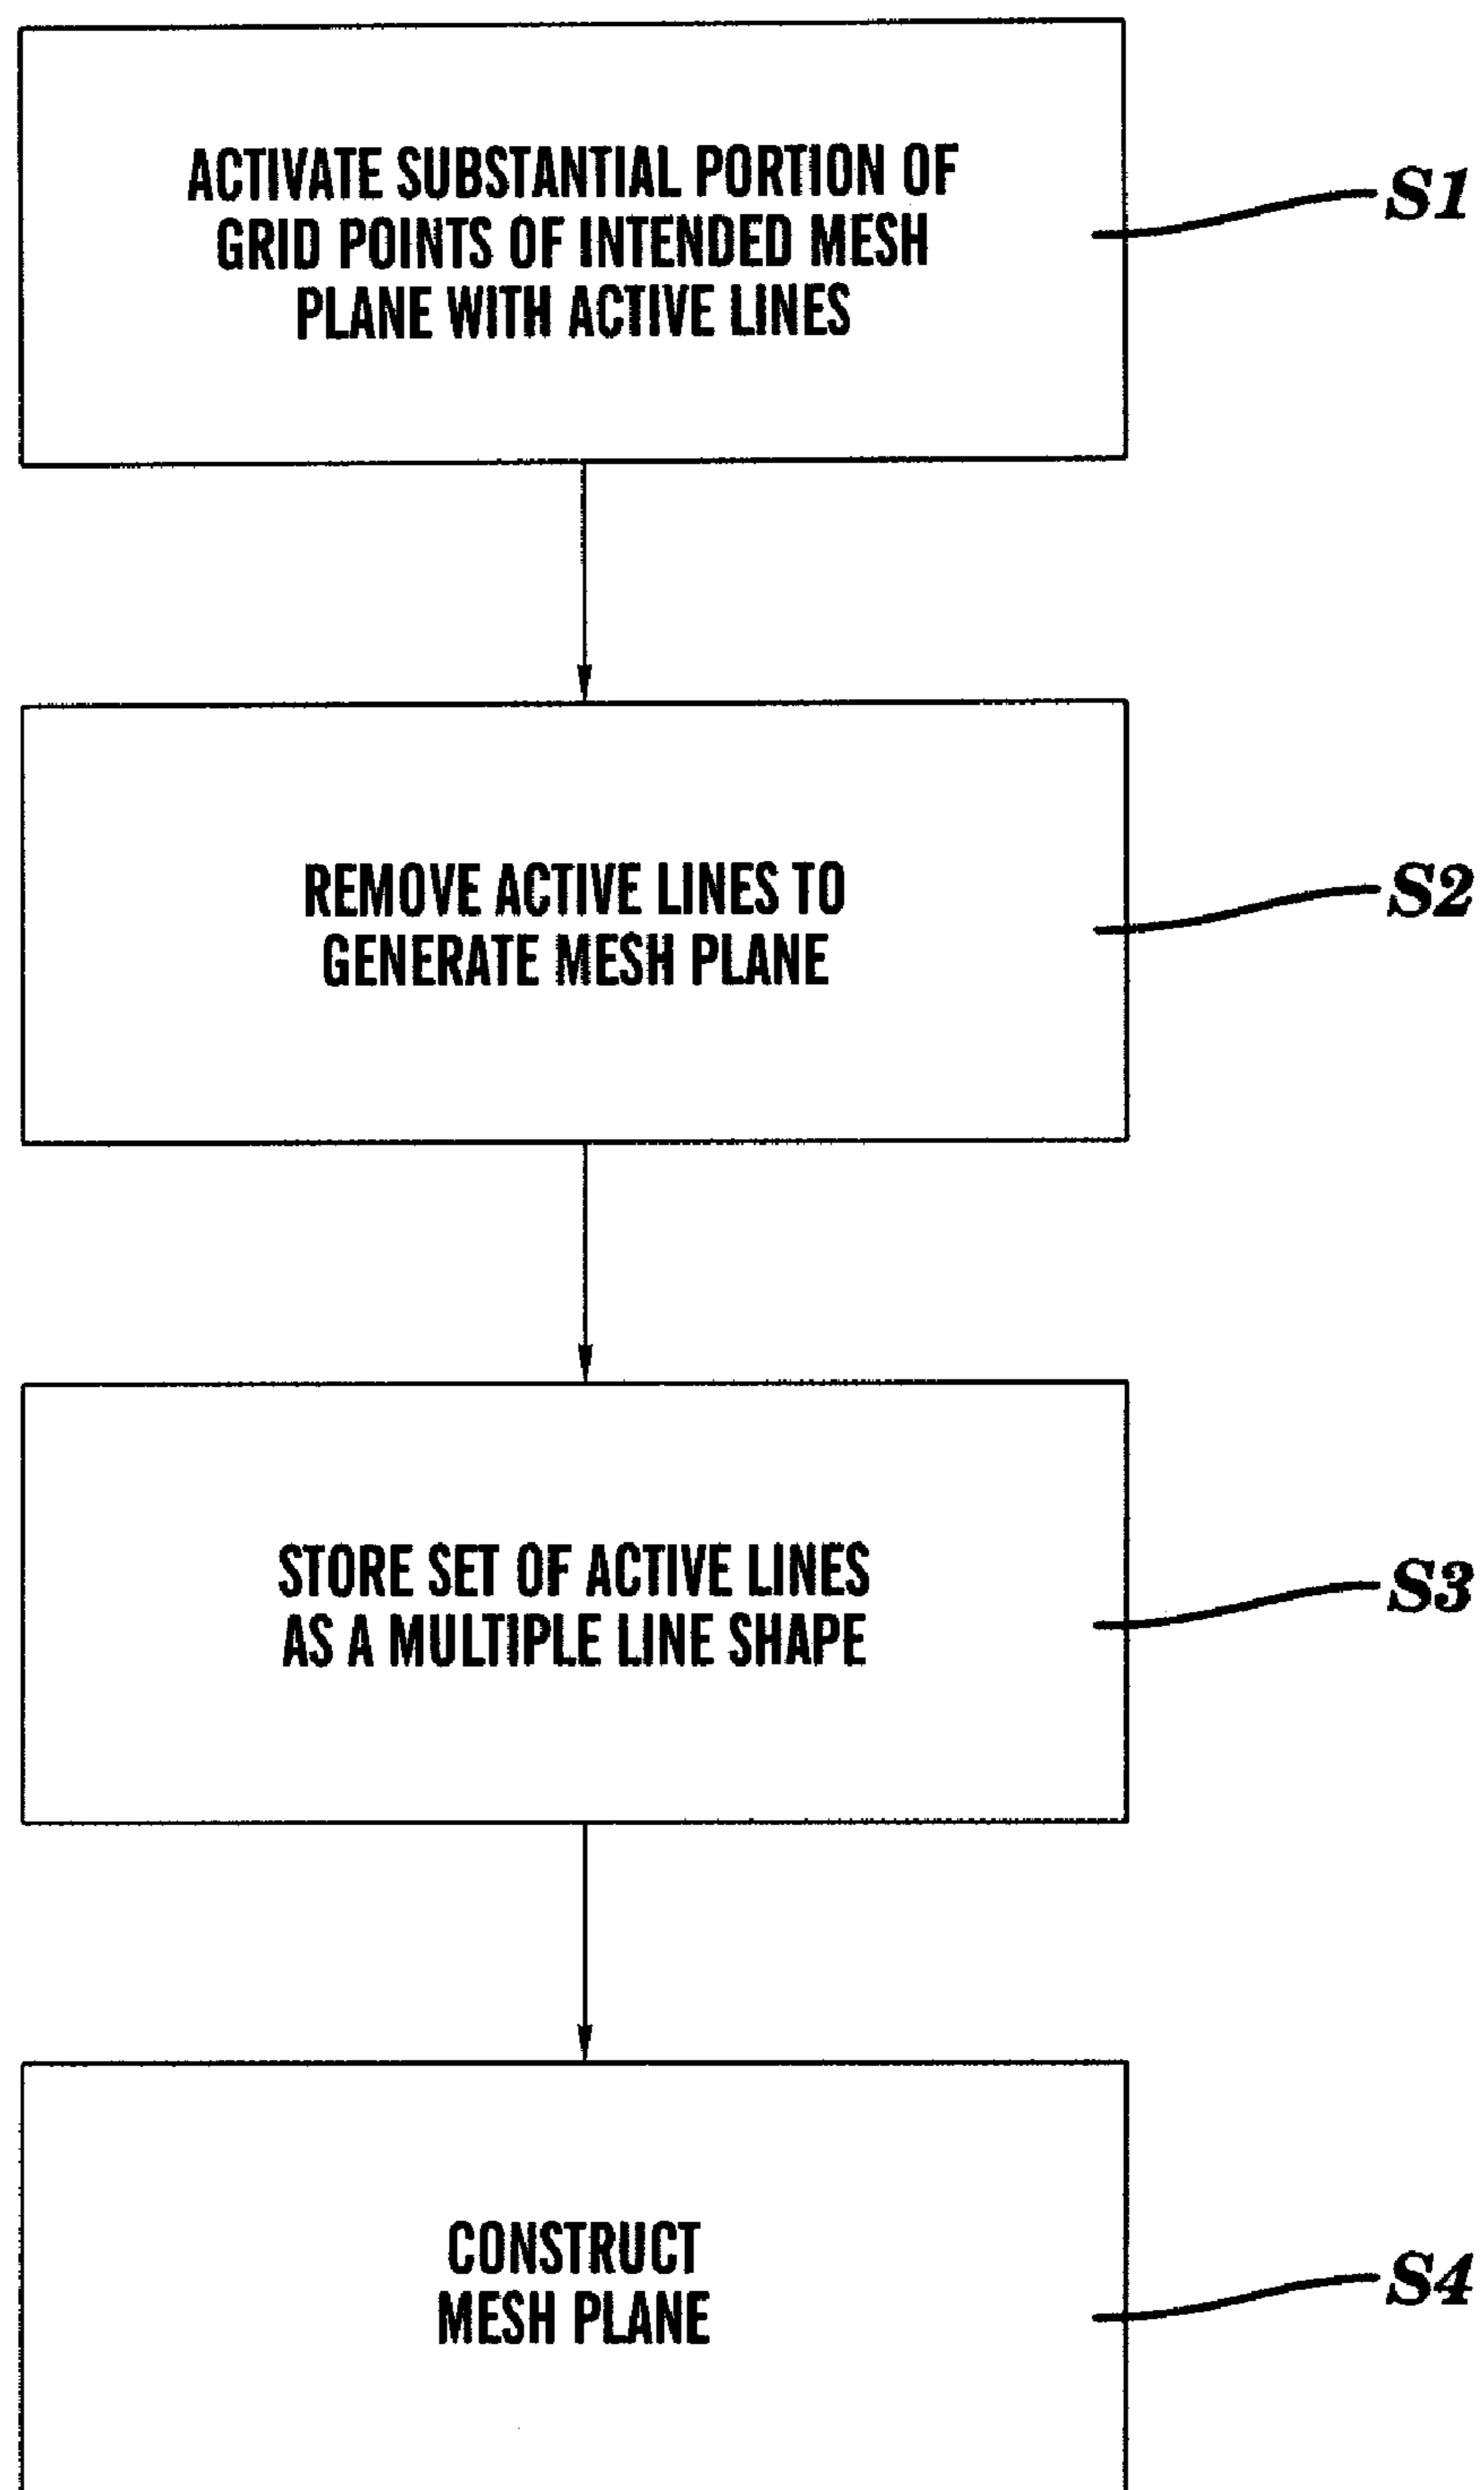 ACTIVATE SUBSTANTIAL PORTION OF
GRID POINTS OF INTENDED MESH
PLANE WITH ACTIVE LINES
S1
REMOVE ACTIVE LINES TO
GENERATE MESH PLANE
S2
STORE SET OF ACTIVE LINES
AS A MULTIPLE LINE SHAPE
S3
CONSTRUCT
MESH PLANE
S4